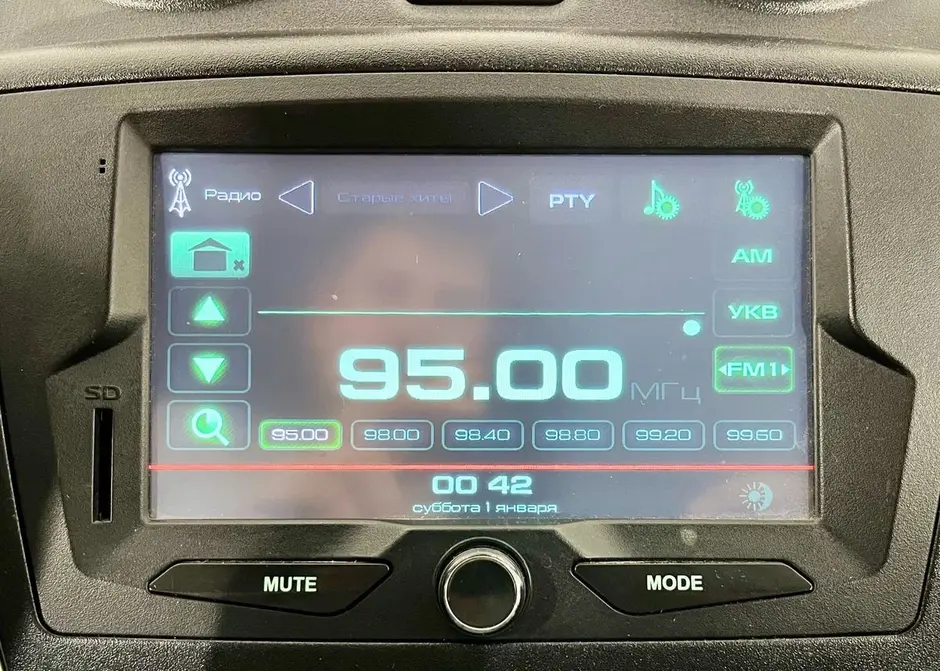 Радио
Старые хиты
PTY
AM
УКВ
FM1
95.00 МГц
95.00 98.00 98.40 98.80 99.20 99.60
00 42
суббота 1 января
SD
MUTE
MODE